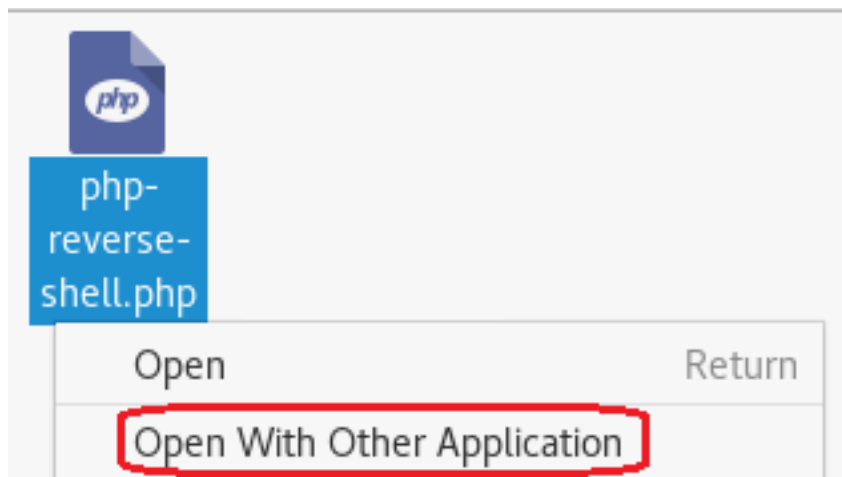 php
php-
reverse-
shell.php
Open Return
Open With Other Application